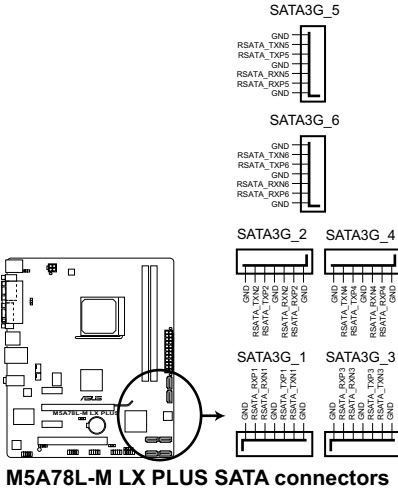 SATA3G_5
GND
RSATA_TXN5
RSATA_TXP5
GND
RSATA_RXN5
RSATA_RXP5
GND
SATA3G_6
GND
RSATA_TXN6
RSATA_TXP6
GND
RSATA_RXN6
RSATA_RXP6
GND
SATA3G_2
GND
RSATA_TXN2
RSATA_TXP2
GND
RSATA_RXN2
RSATA_RXP2
GND
SATA3G_4
GND
RSATA_TXN4
RSATA_TXP4
GND
RSATA_RXN4
RSATA_RXP4
GND
SATA3G_1
GND
RSATA_RXP1
RSATA_RXN1
GND
RSATA_TXP1
RSATA_TXN1
GND
SATA3G_3
GND
RSATA_RXP3
RSATA_RXN3
GND
RSATA_TXP3
RSATA_TXN3
GND
ASUS
M5A78L-M LX PLUS
M5A78L-M LX PLUS SATA connectors